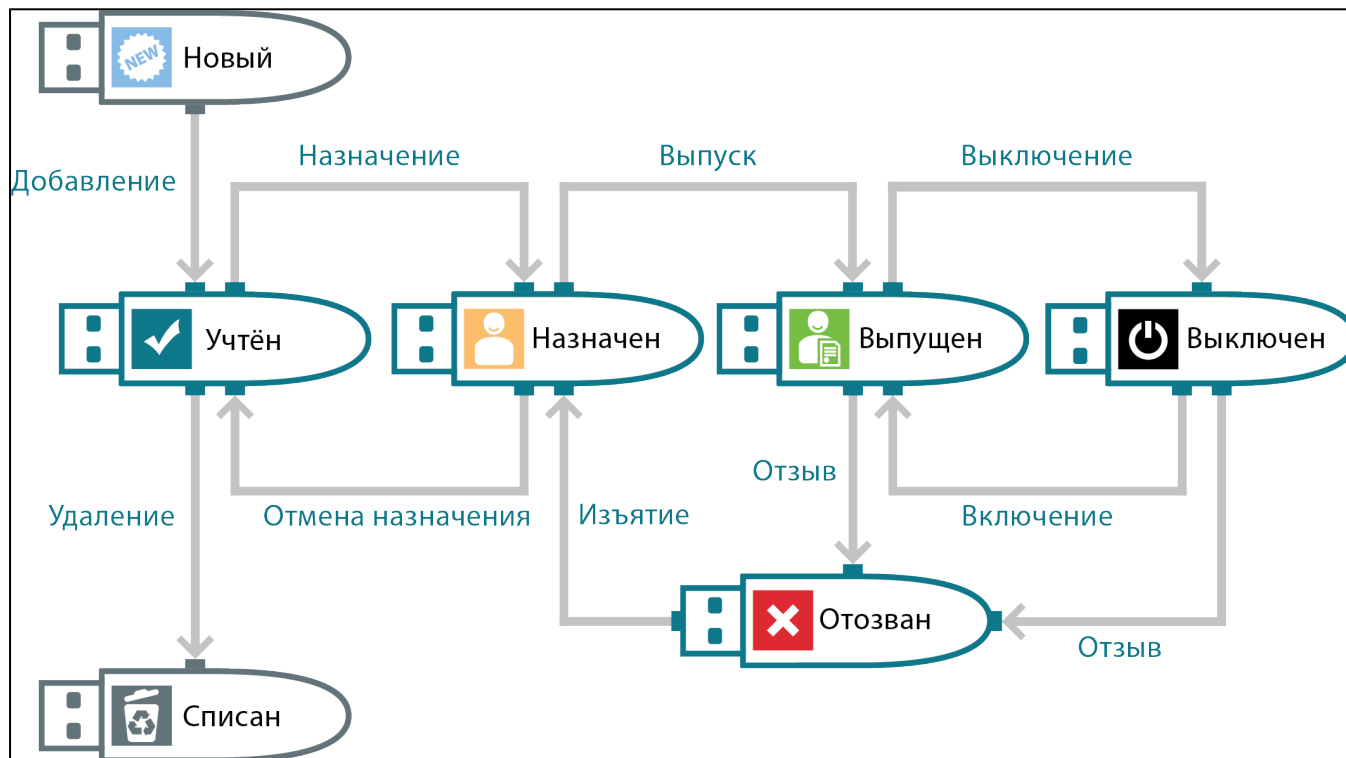 NEW
Новый
Назначение
Выпуск
Выключение
Добавление
Учтён
Назначен
Выпущен
Выключен
Отзыв
Удаление
Отмена назначения
Изъятие
Включение
Отозван
Отзыв
Списан